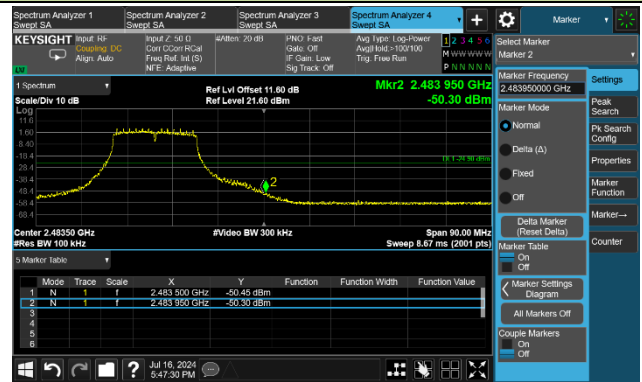 Spectrum Analyzer 1
Swept SA
Spectrum Analyzer 2
Swept SA
Spectrum Analyzer 3
Swept SA
Spectrum Analyzer 4
Swept SA
Marker
KEYSIGHT
Input: RF
Coupling: DC
Align: Auto
Input Z: 50 Ω
Corr CCorr RCal
Freq Ref: Int (S)
NFE: Adaptive
#Atten: 20 dB
PNO: Fast
Gate: Off
IF Gain: Low
Sig Track: Off
Avg Type: Log-Power
Avg|Hold:>100/100
Trig: Free Run
1 2 3 4 5 6
M W W W W W
P N N N N N
Select Marker
Marker 2
1 Spectrum
Scale/Div 10 dB
Log
Ref Lvl Offset 11.60 dB
Ref Level 21.60 dBm
Mkr2 2.483 950 GHz
-50.30 dBm
11.6
1.60
-8.40
-18.4
-28.4
-38.4
-48.4
-58.4
-68.4
DL1 -24.90 dBm
2
Center 2.48350 GHz
#Res BW 100 kHz
#Video BW 300 kHz
Span 90.00 MHz
Sweep 8.67 ms (2001 pts)
5 Marker Table
Mode Trace Scale X Y Function Function Width Function Value
1 N 1 f 2.483 500 GHz -50.45 dBm
2 N 1 f 2.483 950 GHz -50.30 dBm
3
4
5
6
Marker Frequency
2.483950000 GHz
Marker Mode
Normal
Delta (Δ)
Fixed
Off
Delta Marker
(Reset Delta)
Marker Table
On
Off
Marker Settings
Diagram
All Markers Off
Couple Markers
On
Off
Settings
Peak
Search
Pk Search
Config
Properties
Marker
Function
Marker→
Counter
?
Jul 16, 2024
5:47:30 PM